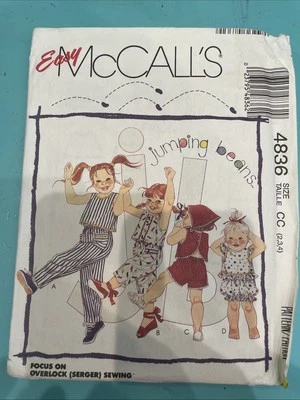 Easy
McCALL'S
jumping beans
4836
SIZE
TAILLE
CC (2,3,4)
A
B
C
D
FOCUS ON
OVERLOCK (SERGER) SEWING